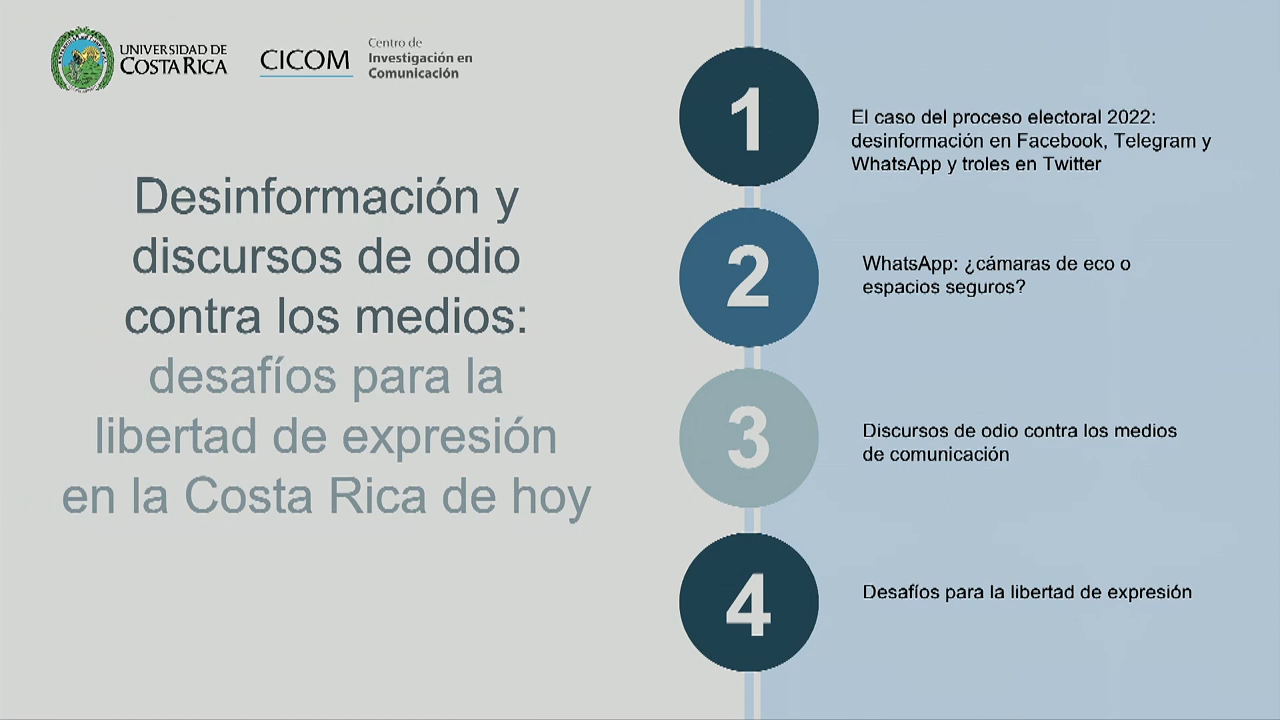 UNIVERSIDAD DE
COSTA RICA
CICOM
Centro de
Investigación en
Comunicación
Desinformación y
discursos de odio
contra los medios:
desafíos para la
libertad de expresión
en la Costa Rica de hoy
1
El caso del proceso electoral 2022:
desinformación en Facebook, Telegram y
WhatsApp y troles en Twitter
2
WhatsApp: ¿cámaras de eco o
espacios seguros?
3
Discursos de odio contra los medios
de comunicación
4
Desafíos para la libertad de expresión